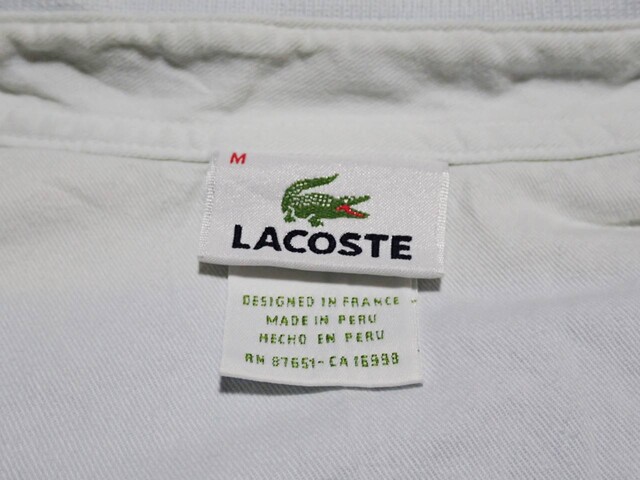 M
LACOSTE
DESIGNED IN FRANCE -
MADE IN PERU
HECHO EN PERU
RN 87651-CA 16998